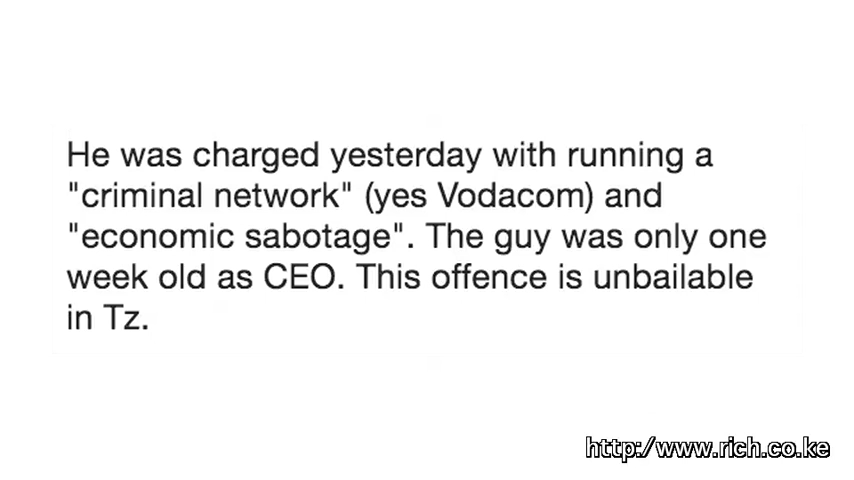 He was charged yesterday with running a
"criminal network" (yes Vodacom) and
"economic sabotage". The guy was only one
week old as CEO. This offence is unbailable
in Tz.
http:/www.rich.co.ke